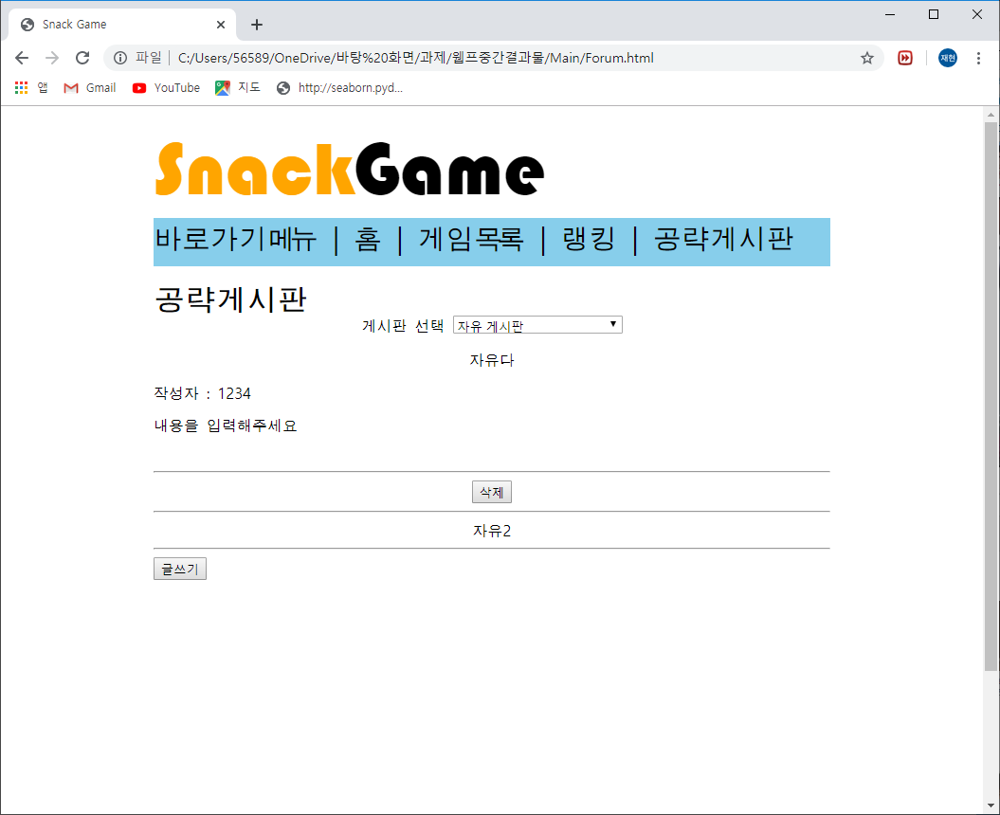 Snack Game
파일 C:/Users/56589/OneDrive/바탕%20화면/과제/웹프중간결과물/Main/Forum.html 재현
앱 Gmail YouTube 지도 http://seaborn.pyd...
SnackGame
바로가기메뉴 | 홈 | 게임목록 | 랭킹 | 공략게시판
공략게시판
게시판 선택 자유 게시판
자유다
작성자 : 1234
내용을 입력해주세요
삭제
자유2
글쓰기